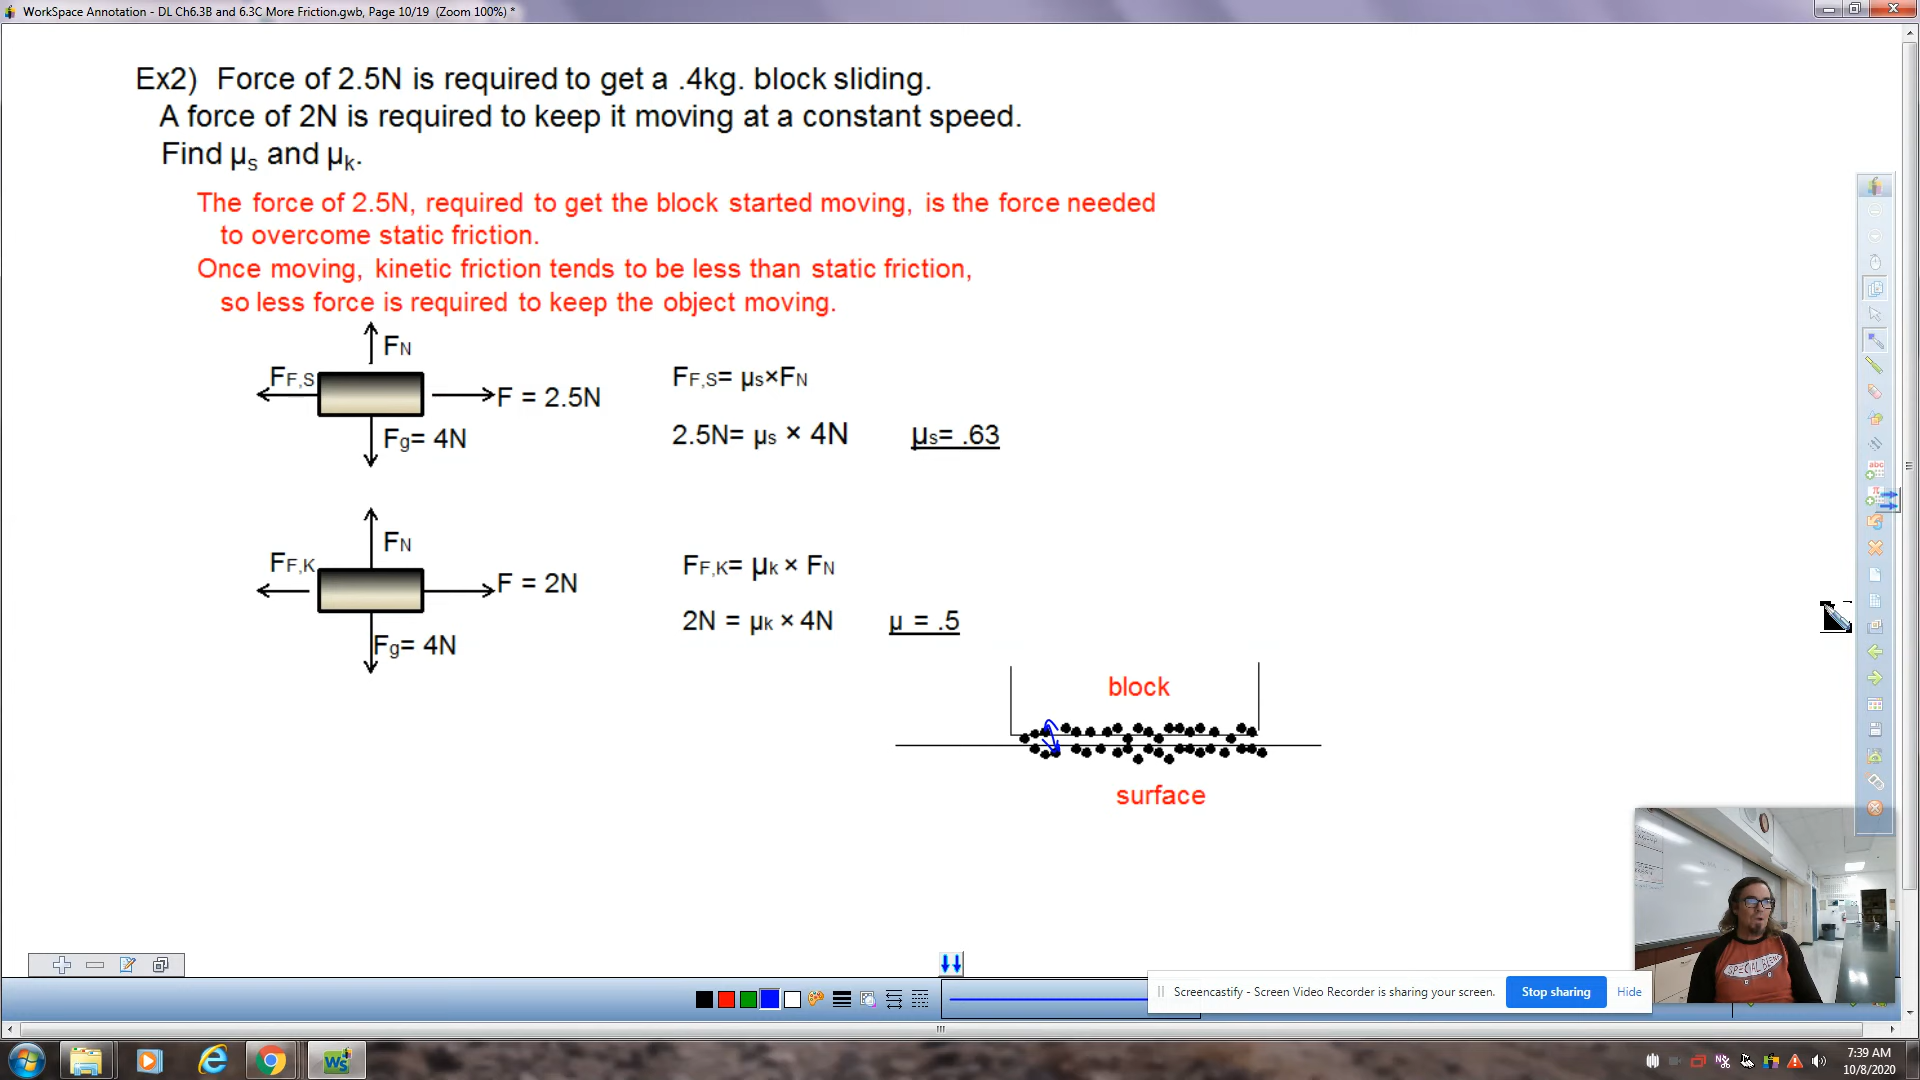 WorkSpace Annotation - DL Ch6.3B and 6.3C More Friction.gwb, Page 10/19 (Zoom 100%) *
Ex2) Force of 2.5N is required to get a .4kg. block sliding.
A force of 2N is required to keep it moving at a constant speed.
Find μs and μk.
The force of 2.5N, required to get the block started moving, is the force needed
to overcome static friction.
Once moving, kinetic friction tends to be less than static friction,
so less force is required to keep the object moving.
FN
FF,S
F = 2.5N
Fg= 4N
FF,S= μs×FN
2.5N= μs × 4N
μs= .63
FN
FF,K
F = 2N
Fg= 4N
FF,K= μk × FN
2N = μk × 4N
μ = .5
block
surface
abc
π
SPECIAL BLEND
Screencastify - Screen Video Recorder is sharing your screen.
Stop sharing
Hide
WS
7:39 AM
10/8/2020